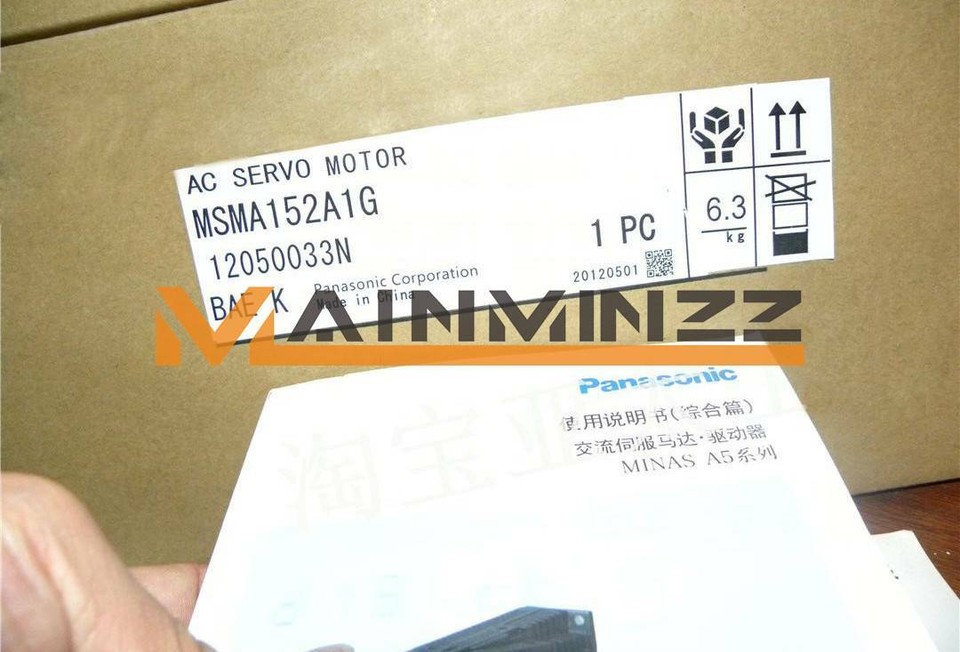 AC SERVO MOTOR
MSMA152A1G
12050033N
1 PC
20120501
BAE K
Panasonic Corporation
Made in China
6.3
kg
MAINMINZZ
Panasonic
使用说明书(综合篇)
交流伺服马达·驱动器
MINAS A5系列